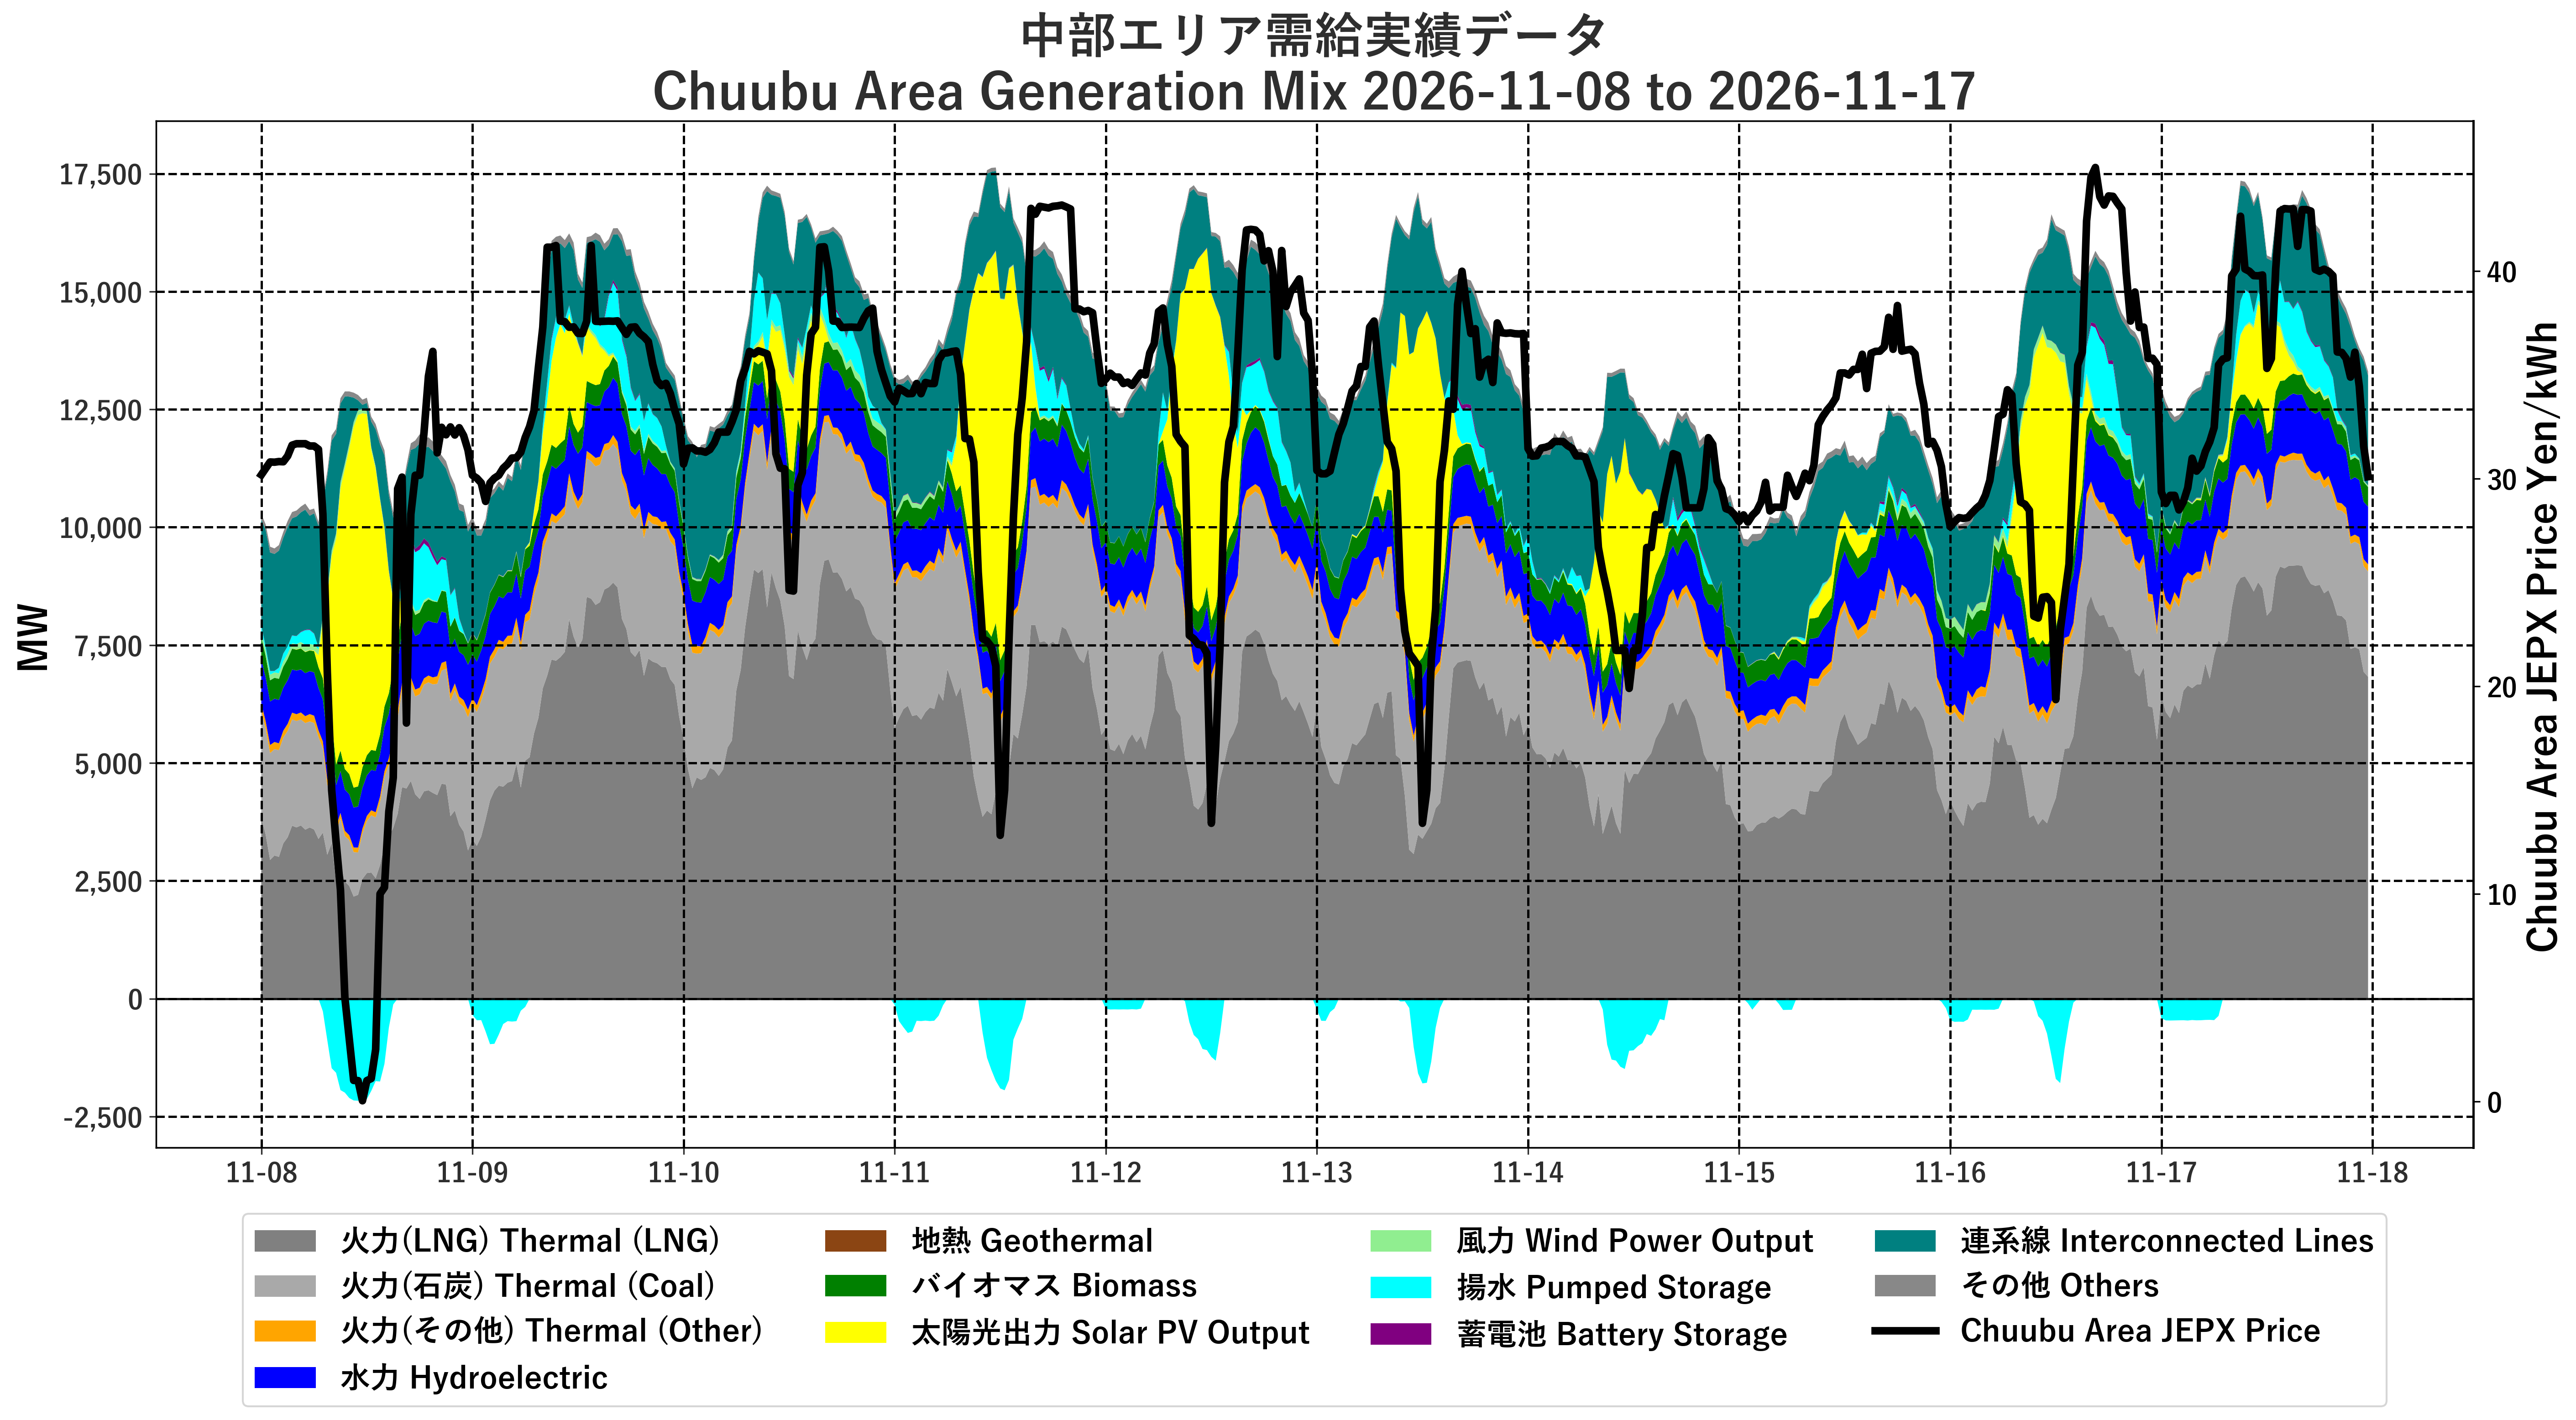 中部エリア需給実績データ
Chuubu Area Generation Mix 2026-11-08 to 2026-11-17
MW
17,500
15,000
12,500
10,000
7,500
5,000
2,500
0
-2,500
40
30
20
10
0
Chuubu Area JEPX Price Yen/kWh
11-08 11-09 11-10 11-11 11-12 11-13 11-14 11-15 11-16 11-17 11-18
火力(LNG) Thermal (LNG)
火力(石炭) Thermal (Coal)
火力(その他) Thermal (Other)
水力 Hydroelectric
地熱 Geothermal
バイオマス Biomass
太陽光出力 Solar PV Output
風力 Wind Power Output
揚水 Pumped Storage
蓄電池 Battery Storage
連系線 Interconnected Lines
その他 Others
Chuubu Area JEPX Price